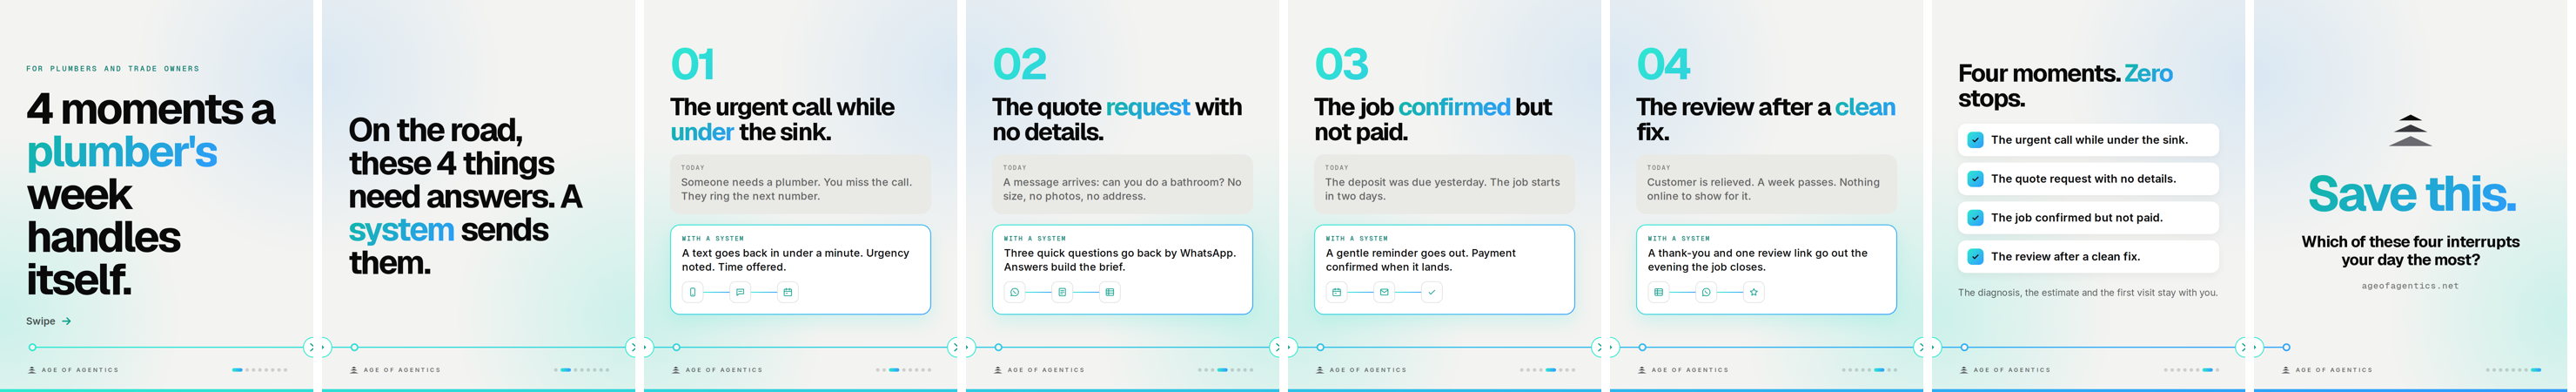 FOR PLUMBERS AND TRADE OWNERS
4 moments a
plumber's
week
handles
itself.
Swipe
AGE OF AGENTICS
On the road,
these 4 things
need answers. A
system sends
them.
AGE OF AGENTICS
01
The urgent call while
under the sink.
TODAY
Someone needs a plumber. You miss the call.
They ring the next number.
WITH A SYSTEM
A text goes back in under a minute. Urgency
noted. Time offered.
AGE OF AGENTICS
02
The quote request with
no details.
TODAY
A message arrives: can you do a bathroom? No
size, no photos, no address.
WITH A SYSTEM
Three quick questions go back by WhatsApp.
Answers build the brief.
AGE OF AGENTICS
03
The job confirmed but
not paid.
TODAY
The deposit was due yesterday. The job starts
in two days.
WITH A SYSTEM
A gentle reminder goes out. Payment
confirmed when it lands.
AGE OF AGENTICS
04
The review after a clean
fix.
TODAY
Customer is relieved. A week passes. Nothing
online to show for it.
WITH A SYSTEM
A thank-you and one review link go out the
evening the job closes.
AGE OF AGENTICS
Four moments. Zero
stops.
The urgent call while under the sink.
The quote request with no details.
The job confirmed but not paid.
The review after a clean fix.
The diagnosis, the estimate and the first visit stay with you.
AGE OF AGENTICS
Save this.
Which of these four interrupts
your day the most?
ageofagentics.net
AGE OF AGENTICS